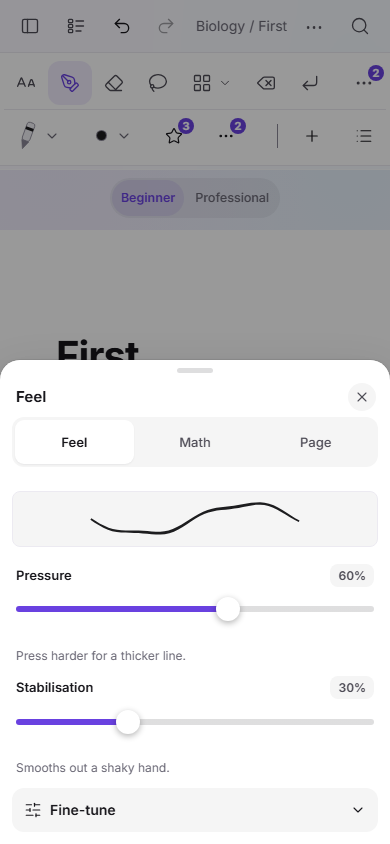 Biology / First
AA
2
3
2
Beginner Professional
First
Feel
Feel Math Page
Pressure 60%
Press harder for a thicker line.
Stabilisation 30%
Smooths out a shaky hand.
Fine-tune